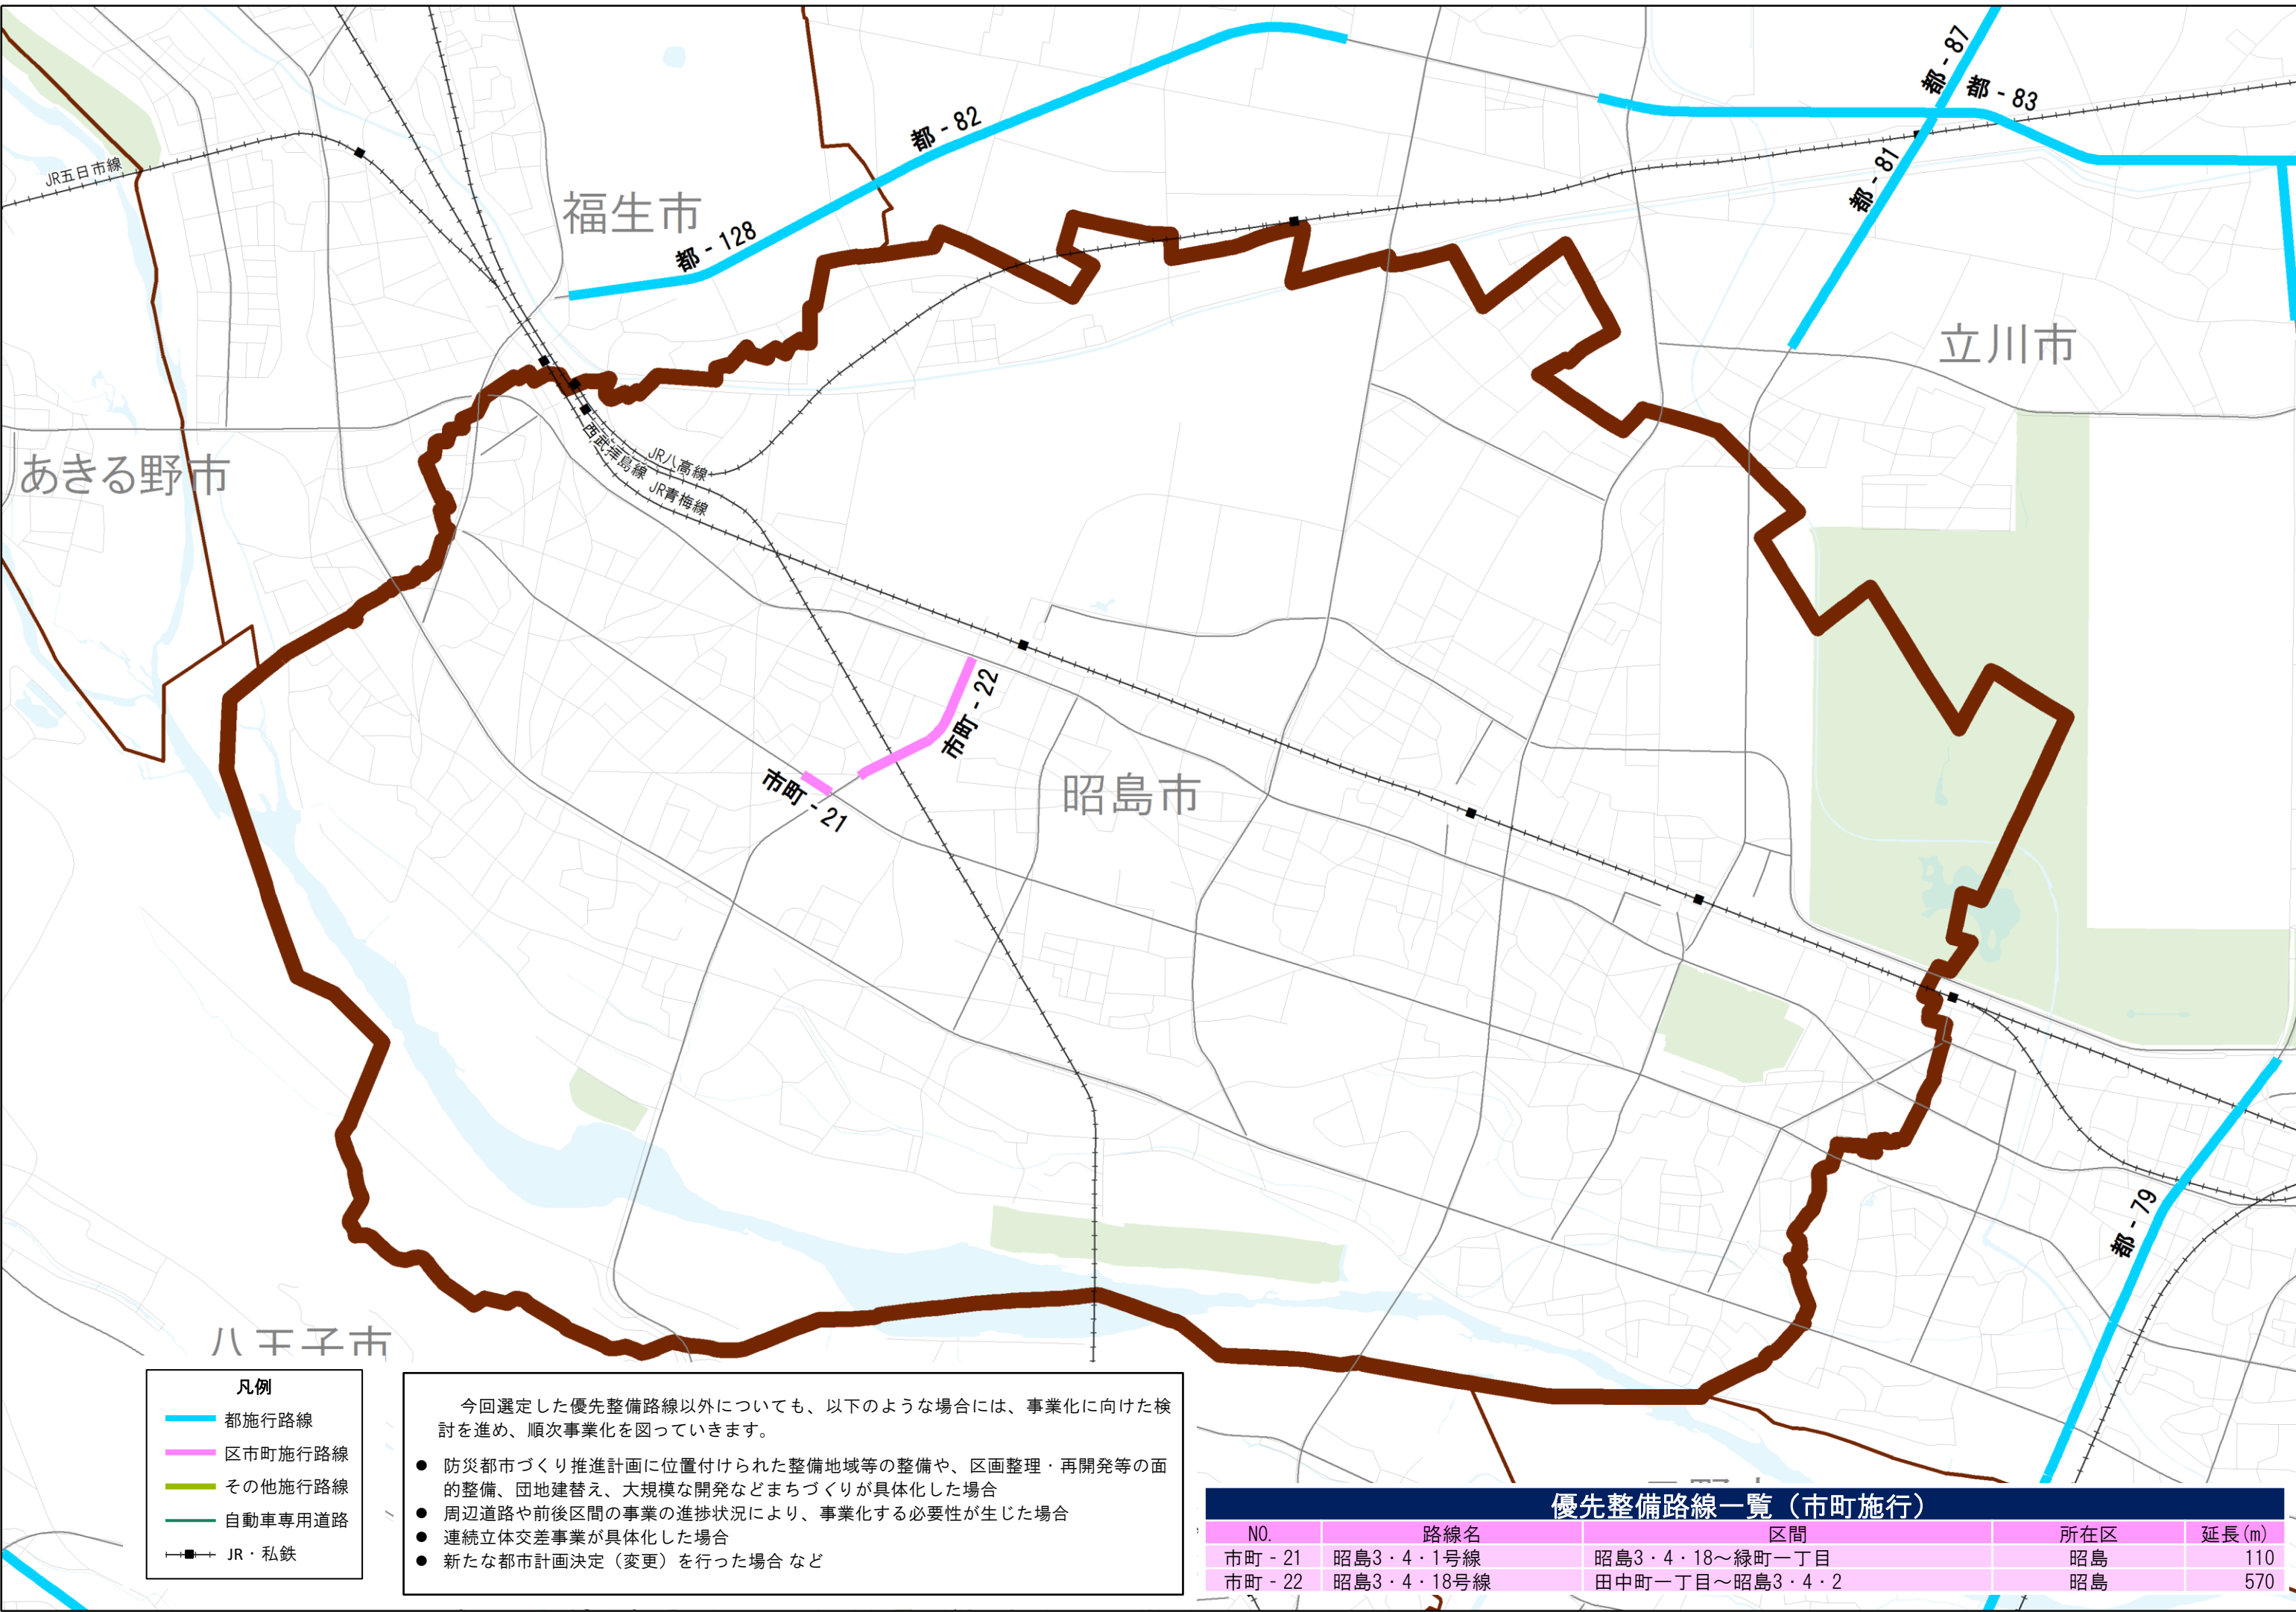 都 - 87
都 - 83
都 - 82
都 - 81
JR五日市線
福生市
都 - 128
立川市
あきる野市
西武拝島線
JR八高線
JR青梅線
市町 - 22
昭島市
市町 - 21
都 - 79
八王子市
凡例
都施行路線
区市町施行路線
その他施行路線
自動車専用道路
JR・私鉄
今回選定した優先整備路線以外についても、以下のような場合には、事業化に向けた検
討を進め、順次事業化を図っていきます。
● 防災都市づくり推進計画に位置付けられた整備地域等の整備や、区画整理・再開発等の面
的整備、団地建替え、大規模な開発などまちづくりが具体化した場合
● 周辺道路や前後区間の事業の進捗状況により、事業化する必要性が生じた場合
● 連続立体交差事業が具体化した場合
● 新たな都市計画決定（変更）を行った場合 など
優先整備路線一覧（市町施行）
NO. 路線名 区間 所在区 延長(m)
市町 - 21 昭島3・4・1号線 昭島3・4・18～緑町一丁目 昭島 110
市町 - 22 昭島3・4・18号線 田中町一丁目～昭島3・4・2 昭島 570